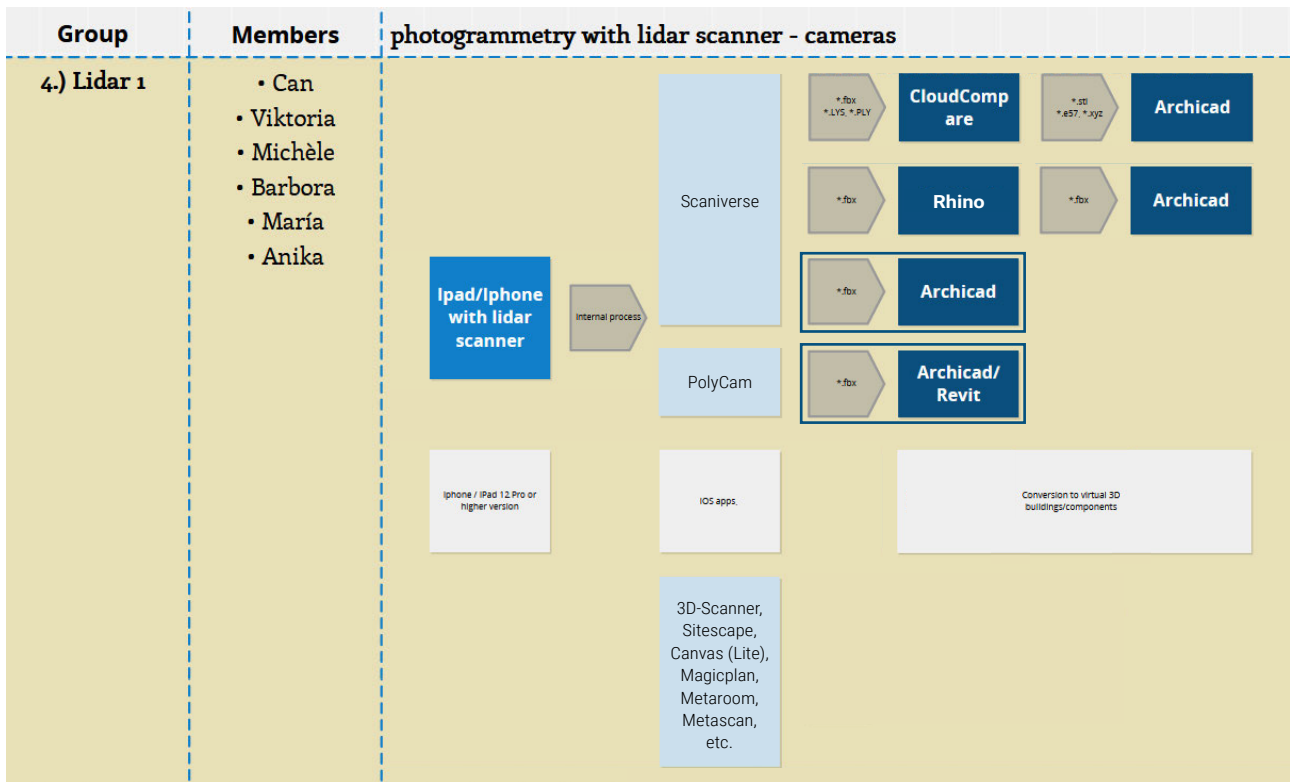 Group
Members
photogrammetry with lidar scanner - cameras
4.) Lidar 1
• Can
• Viktoria
• Michèle
• Barbora
• María
• Anika
Ipad/Iphone
with lidar
scanner
Internal process
Scaniverse
*.fbx
*.LYS, *.PLY
CloudComp
are
*.stl
*.e57, *.xyz
Archicad
*.fbx
Rhino
*.fbx
Archicad
*.fbx
Archicad
PolyCam
*.fbx
Archicad/
Revit
Iphone / iPad 12 Pro or
higher version
IOS apps,
Conversion to virtual 3D
buildings/components
3D-Scanner,
Sitescape,
Canvas (Lite),
Magicplan,
Metaroom,
Metascan,
etc.